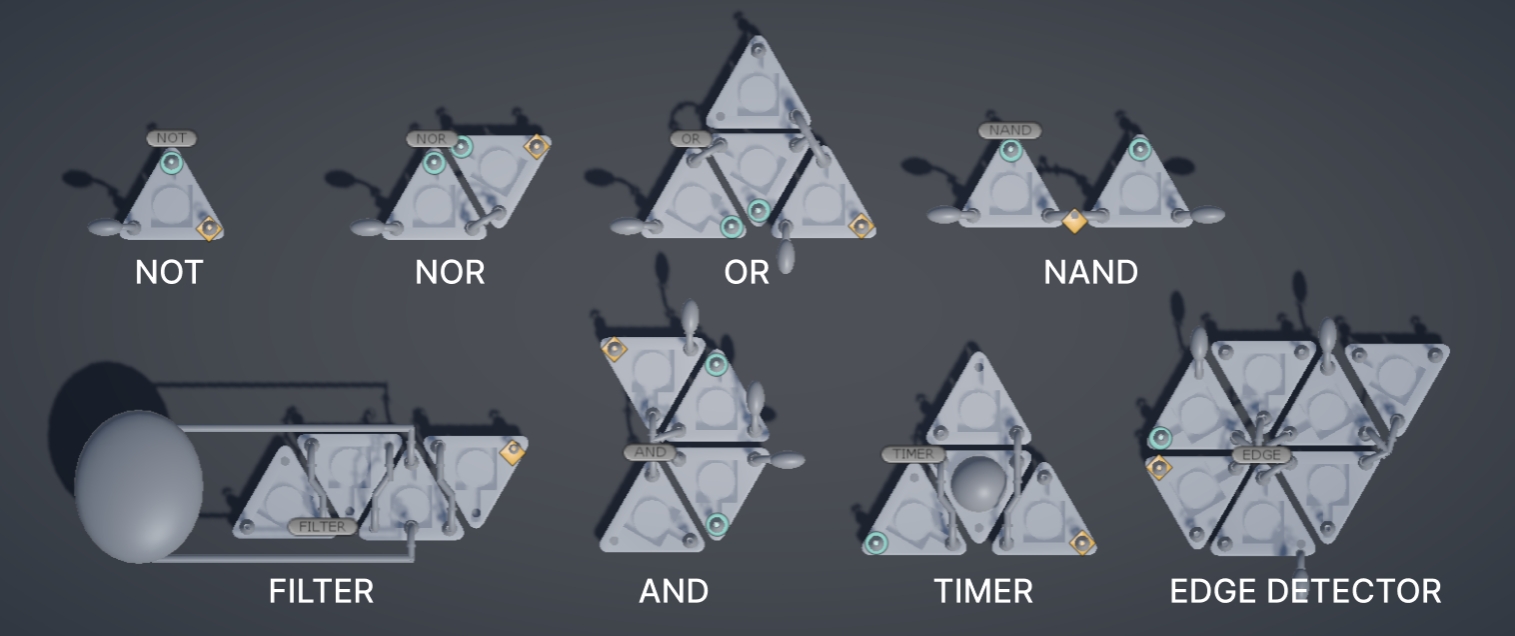 NOT
NOR
OR
NAND
NOT
NOR
OR
NAND
FILTER
AND
TIMER
EDGE
FILTER
AND
TIMER
EDGE DETECTOR